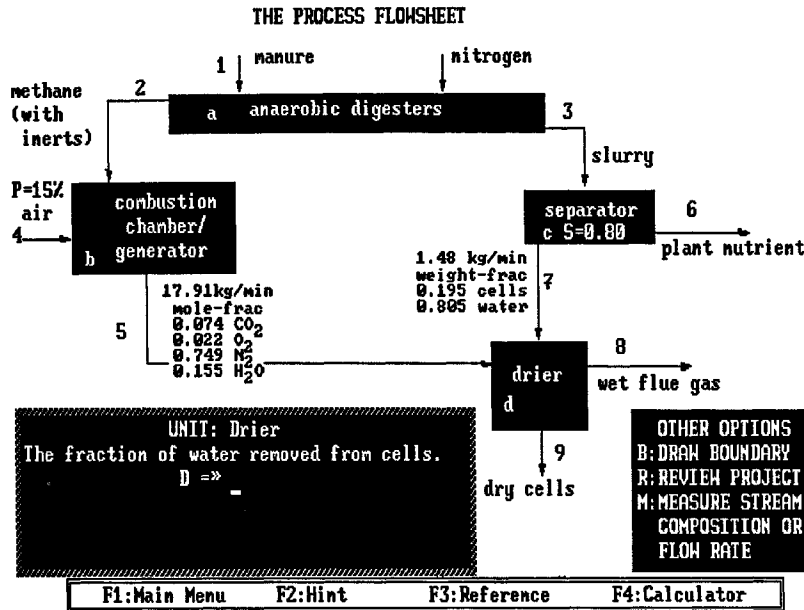 THE PROCESS FLOWSHEET
1 manure
nitrogen
2
methane
(with
inerts)
a anaerobic digesters
3
slurry
P=15%
air
4
combustion
chamber/
generator
b
separator
c S=0.80
6
plant nutrient
1.48 kg/min
weight-frac
0.195 cells
0.805 water
7
17.91kg/min
mole-frac
0.074 CO2
0.022 O2
0.749 N2
0.155 H2O
5
drier
d
8
wet flue gas
9
dry cells
UNIT: Drier
The fraction of water removed from cells.
D =»
OTHER OPTIONS
B:DRAW BOUNDARY
R:REVIEW PROJECT
M:MEASURE STREAM
COMPOSITION OR
FLOW RATE
F1:Main Menu F2:Hint F3:Reference F4:Calculator